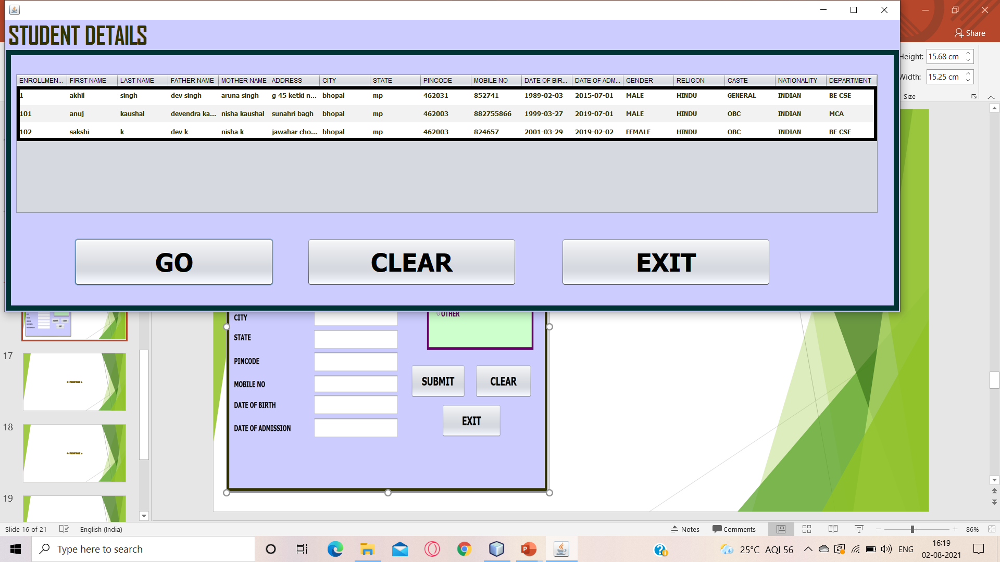 STUDENT DETAILS
Share
Height: 15.68 cm
Width: 15.25 cm
Size
ENROLLMEN... FIRST NAME LAST NAME FATHER NAME MOTHER NAME ADDRESS CITY STATE PINCODE MOBILE NO DATE OF BIR... DATE OF ADM... GENDER RELIGON CASTE NATIONALITY DEPARTMENT
1 akhil singh dev singh aruna singh g 45 ketki n... bhopal mp 462031 852741 1989-02-03 2015-07-01 MALE HINDU GENERAL INDIAN BE CSE
101 anuj kaushal devendra ka... nisha kaushal sunahri bagh bhopal mp 462003 882755866 1999-03-27 2019-07-01 MALE HINDU OBC INDIAN MCA
102 sakshi k dev k nisha k jawahar cho... bhopal mp 462003 824657 2001-03-29 2019-02-02 FEMALE HINDU OBC INDIAN BE CSE
GO CLEAR EXIT
CITY
OTHER
STATE
PINCODE
MOBILE NO
SUBMIT CLEAR
DATE OF BIRTH
EXIT
DATE OF ADMISSION
17
18
19
Slide 16 of 21 English (India) Notes Comments 86%
Type here to search
25°C AQI 56 ENG
16:19
02-08-2021